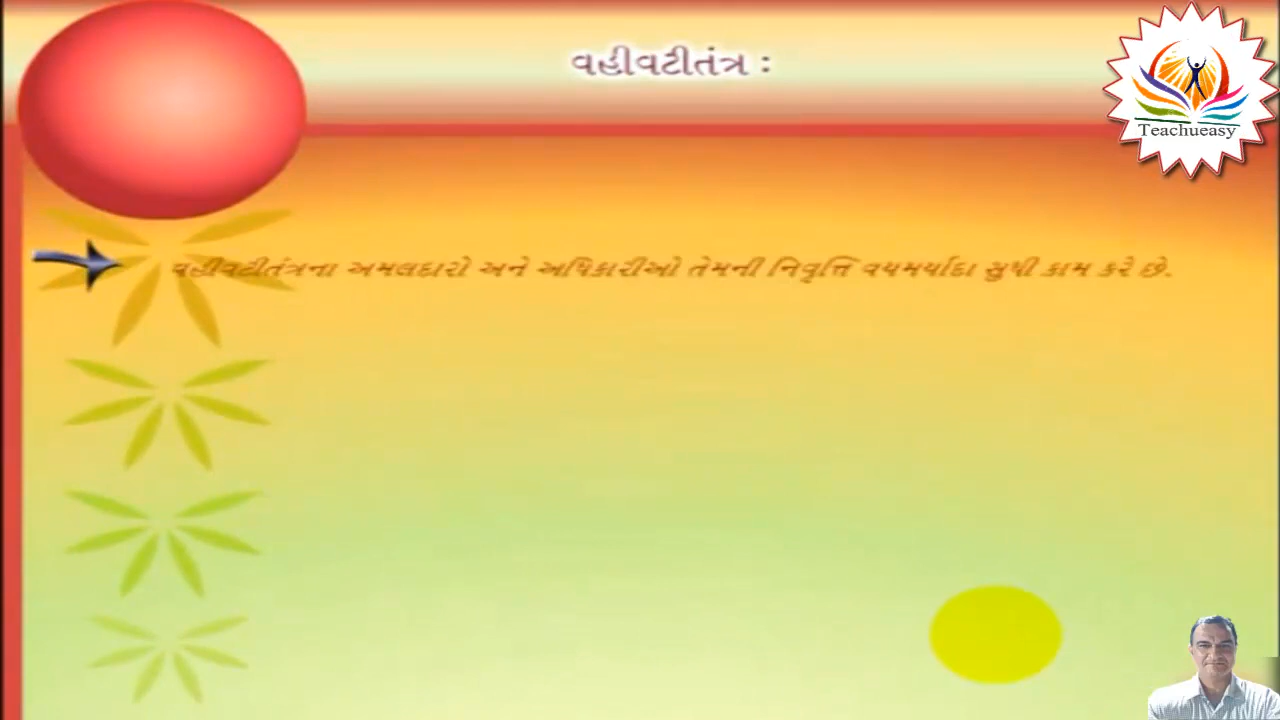 વહીવટીતંત્ર :
Teachueasy
વહીવટીતંત્રના અમલદારો અને અધિકારીઓ તેમની નિવૃત્તિ વયમર્યાદા સુધી કામ કરે છે.